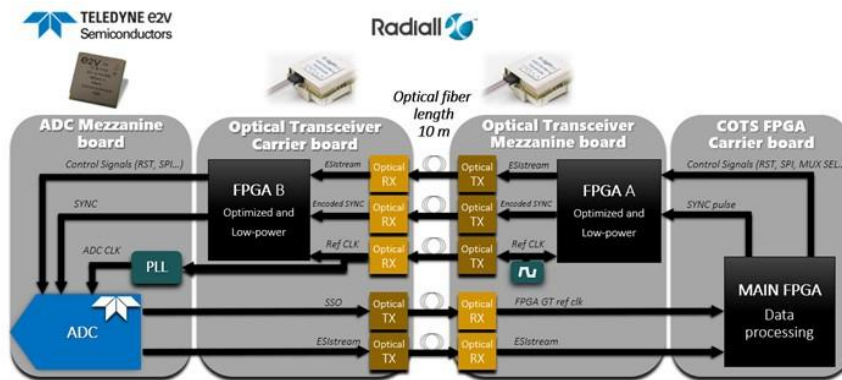 TELEDYNE e2v
Semiconductors
Radiall
e2v
Optical fiber
length
10 m
ADC Mezzanine
board
Optical Transceiver
Carrier board
Optical Transceiver
Mezzanine board
COTS FPGA
Carrier board
Control Signals (RST, SPI...)
ESIstream
Optical
RX
Optical
TX
ESIstream
Control Signals (RST, SPI, MUX SEL...)
FPGA B
Optimized and
Low-power
FPGA A
Optimized and
Low-power
SYNC
Encoded SYNC
Optical
RX
Optical
TX
Encoded SYNC
SYNC pulse
ADC CLK
Ref CLK
Optical
RX
Optical
TX
Ref CLK
PLL
MAIN FPGA
Data
processing
ADC
SSO
Optical
TX
Optical
RX
FPGA GT ref clk
ESIstream
Optical
TX
Optical
RX
ESIstream